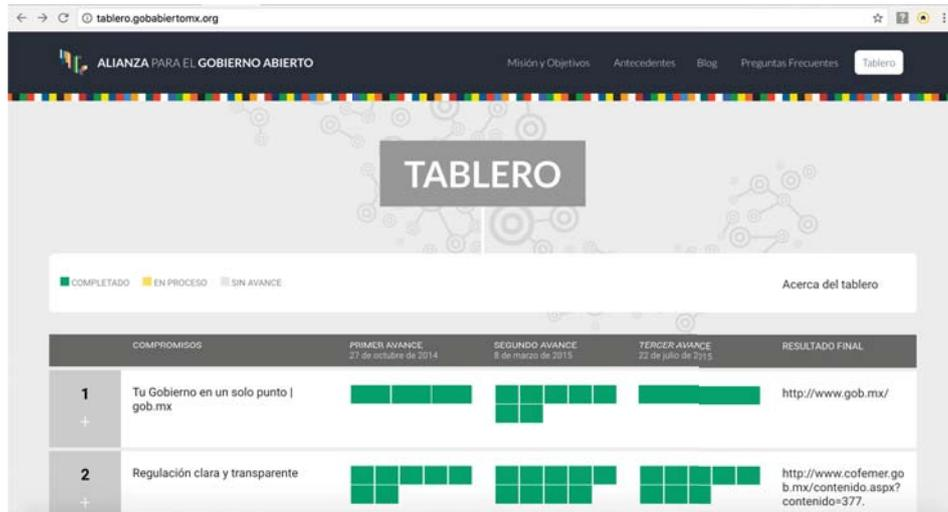 tablero.gobabiertomx.org
ALIANZA PARA EL GOBIERNO ABIERTO
Misión y Objetivos Antecedentes Blog Preguntas Frecuentes Tablero
TABLERO
COMPLETADO EN PROCESO SIN AVANCE Acerca del tablero
COMPROMISOS PRIMER AVANCE SEGUNDO AVANCE TERCER AVANCE RESULTADO FINAL
27 de octubre de 2014 8 de marzo de 2015 22 de julio de 2015
1 Tu Gobierno en un solo punto | http://www.gob.mx/
+ gob.mx
2 Regulación clara y transparente http://www.cofemer.go
+ b.mx/contenido.aspx?
contenido=377.